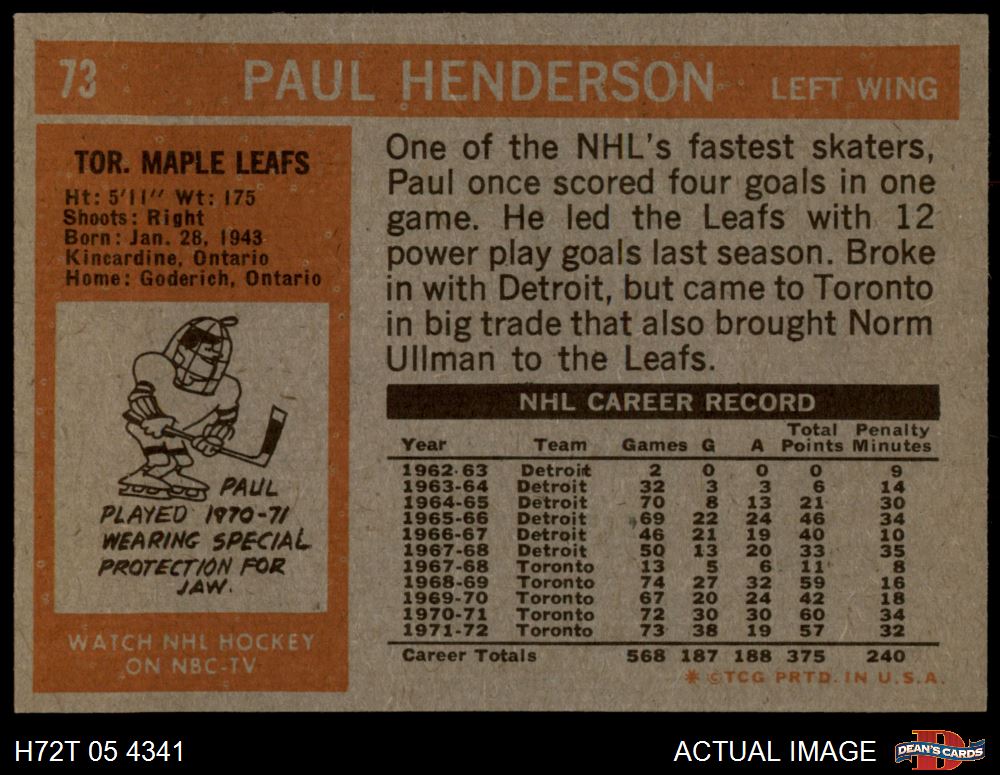 73 PAUL HENDERSON LEFT WING
TOR. MAPLE LEAFS
Ht: 5'11" Wt: 175
Shoots: Right
Born: Jan. 28, 1943
Kincardine, Ontario
Home: Goderich, Ontario
PAUL
PLAYED 1970-71
WEARING SPECIAL
PROTECTION FOR
JAW.
WATCH NHL HOCKEY
ON NBC-TV
One of the NHL's fastest skaters,
Paul once scored four goals in one
game. He led the Leafs with 12
power play goals last season. Broke
in with Detroit, but came to Toronto
in big trade that also brought Norm
Ullman to the Leafs.
NHL CAREER RECORD
Total Penalty
Year Team Games G A Points Minutes
1962-63 Detroit 2 0 0 0 9
1963-64 Detroit 32 3 3 6 14
1964-65 Detroit 70 8 13 21 30
1965-66 Detroit 69 22 24 46 34
1966-67 Detroit 46 21 19 40 10
1967-68 Detroit 50 13 20 33 35
1967-68 Toronto 13 5 6 11 8
1968-69 Toronto 74 27 32 59 16
1969-70 Toronto 67 20 24 42 18
1970-71 Toronto 72 30 30 60 34
1971-72 Toronto 73 38 19 57 32
Career Totals 568 187 188 375 240
* ©TCG PRTD. IN U.S.A.
H72T 05 4341
ACTUAL IMAGE
D
DEAN'S CARDS